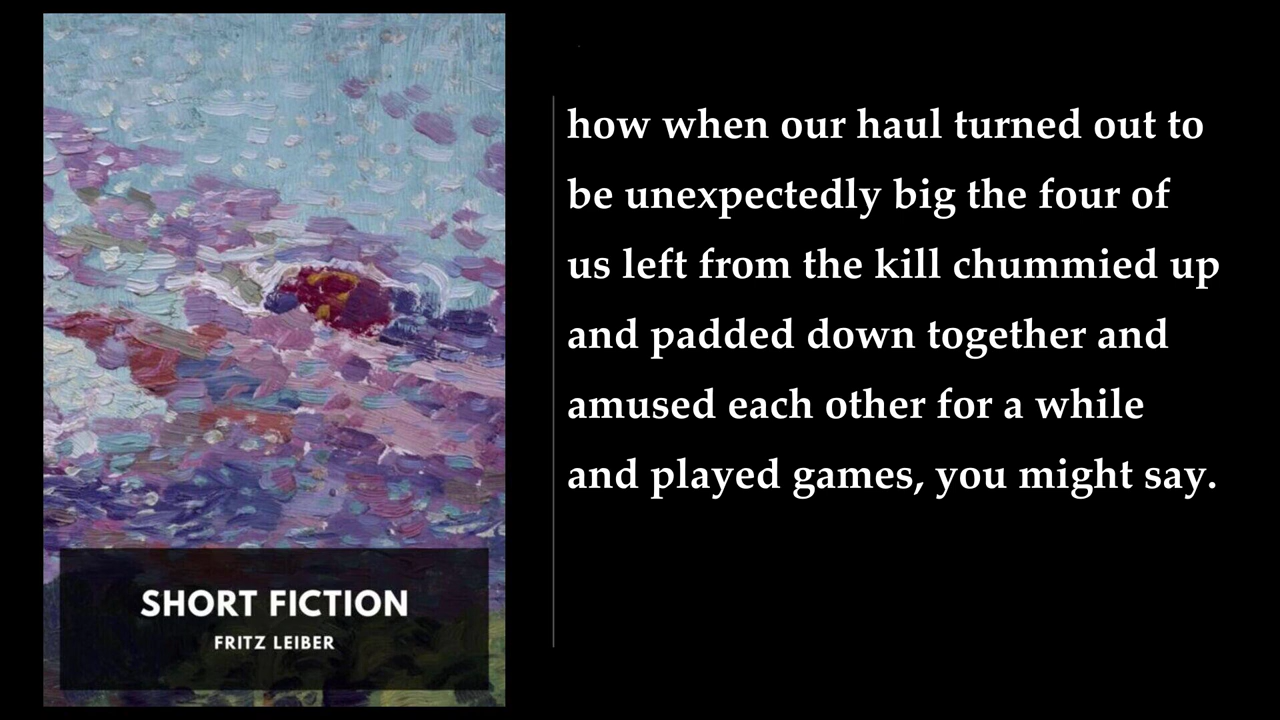 how when our haul turned out to
be unexpectedly big the four of
us left from the kill chummied up
and padded down together and
amused each other for a while
and played games, you might say.
SHORT FICTION
FRITZ LEIBER